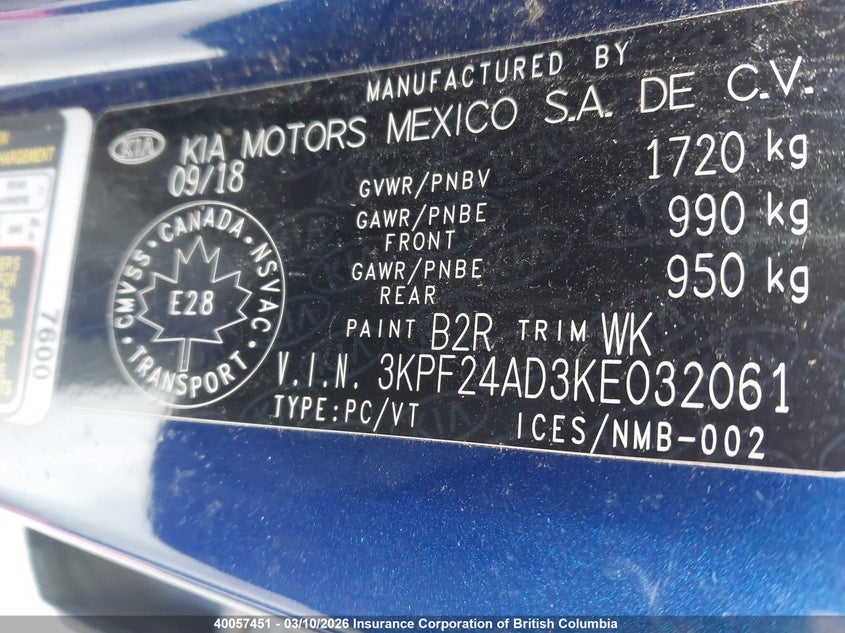 MANUFACTURED BY
KIA KIA MOTORS MEXICO S.A. DE C.V.
09/18
GVWR/PNBV 1720 kg
GAWR/PNBE FRONT 990 kg
GAWR/PNBE REAR 950 kg
CMVSS • CANADA • NSVAC • TRANSPORT
E28
PAINT B2R TRIM WK
V.I.N. 3KPF24AD3KE032061
TYPE:PC/VT ICES/NMB-002
7600
40057451 - 03/10/2026 Insurance Corporation of British Columbia